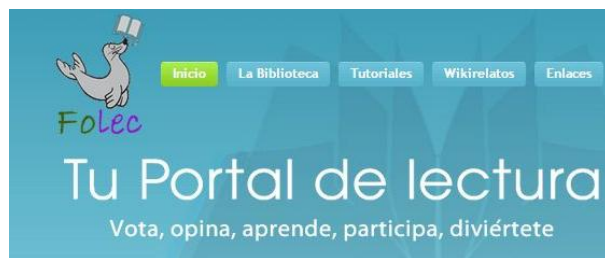 Inicio La Biblioteca Tutoriales Wikirelatos Enlaces
Folec
Tu Portal de lectura
Vota, opina, aprende, participa, diviértete